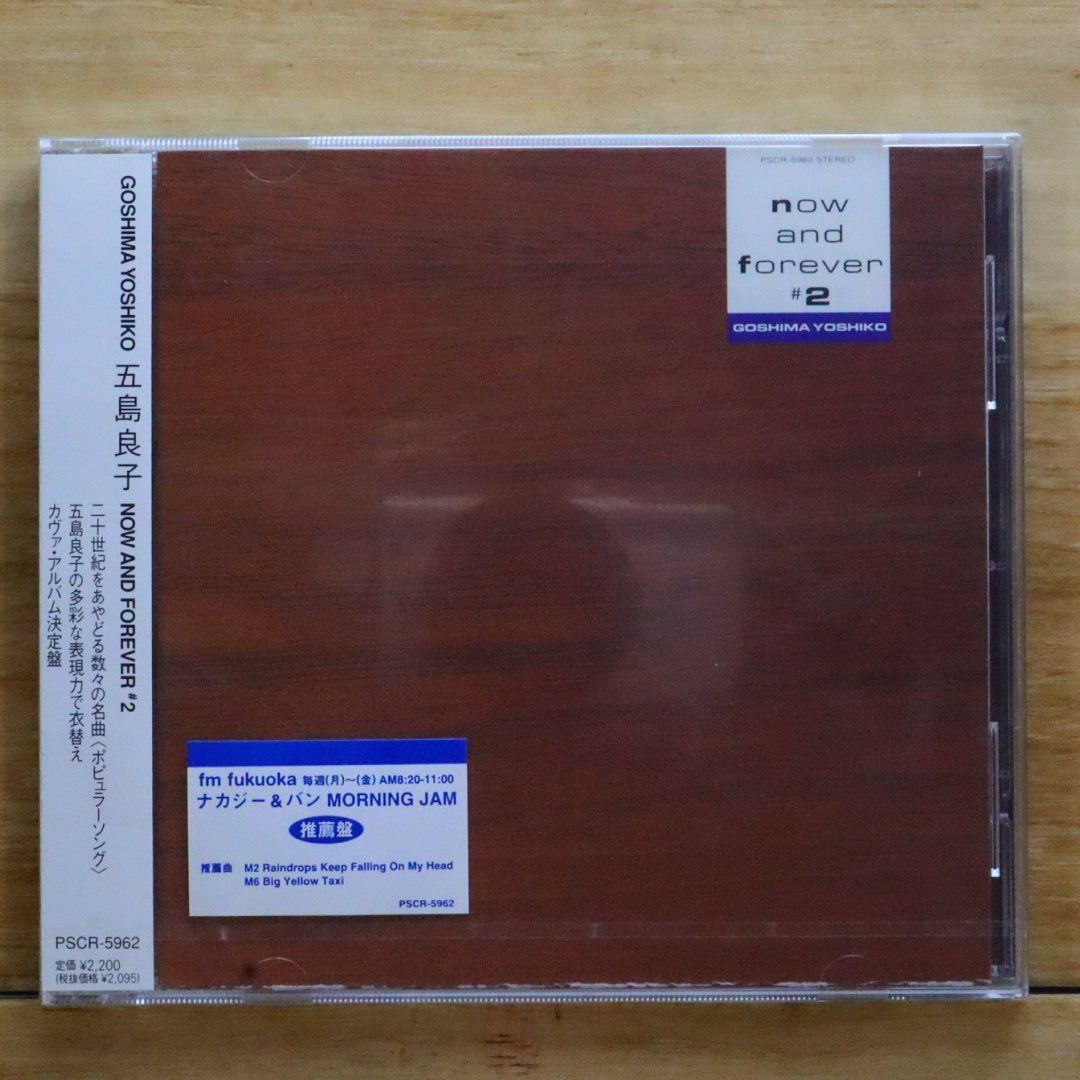 GOSHIMA YOSHIKO 五島良子 NOW AND FOREVER #2
二十世紀をあやどる数々の名曲〈ポピュラーソング〉
五島良子の多彩な表現力で衣替え
カヴァ・アルバム決定盤
PSCR-5962
定価 ¥2,200
(税抜価格 ¥2,095)
PSCR-5962 STEREO
now
and
forever
#2
GOSHIMA YOSHIKO
fm fukuoka 毎週(月)~(金) AM8:20-11:00
ナカジー&バン MORNING JAM
推薦盤
推薦曲 M2 Raindrops Keep Falling On My Head
M6 Big Yellow Taxi
PSCR-5962